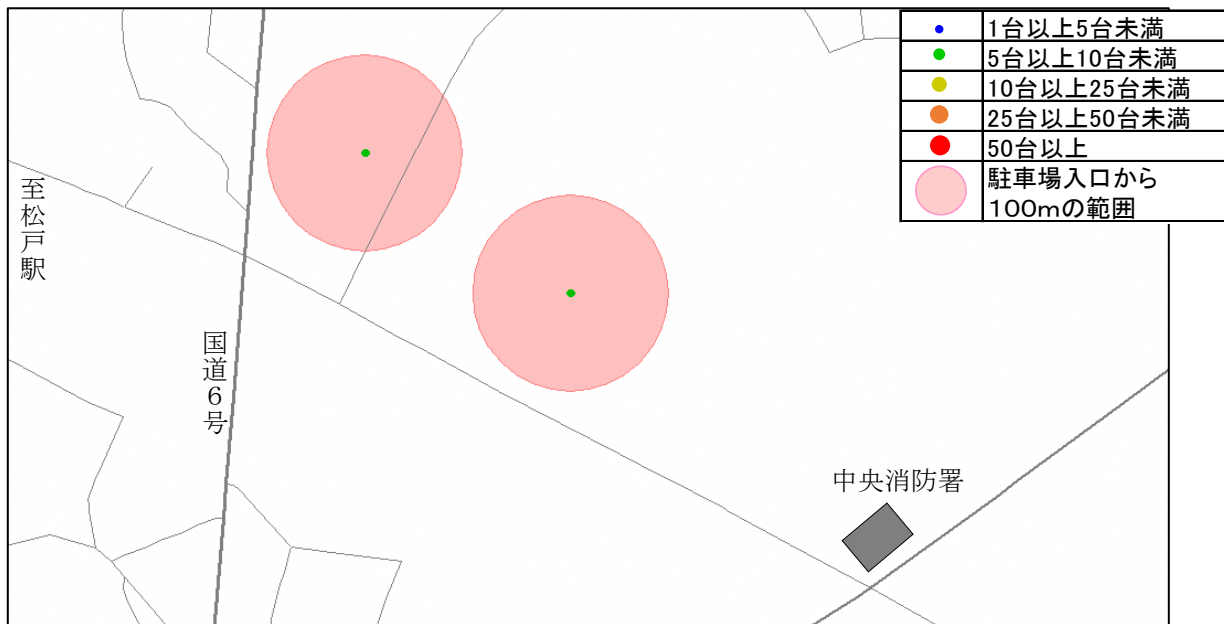 1台以上5台未満
5台以上10台未満
10台以上25台未満
25台以上50台未満
50台以上
駐車場入口から
100mの範囲
至松戸駅
国道6号
中央消防署